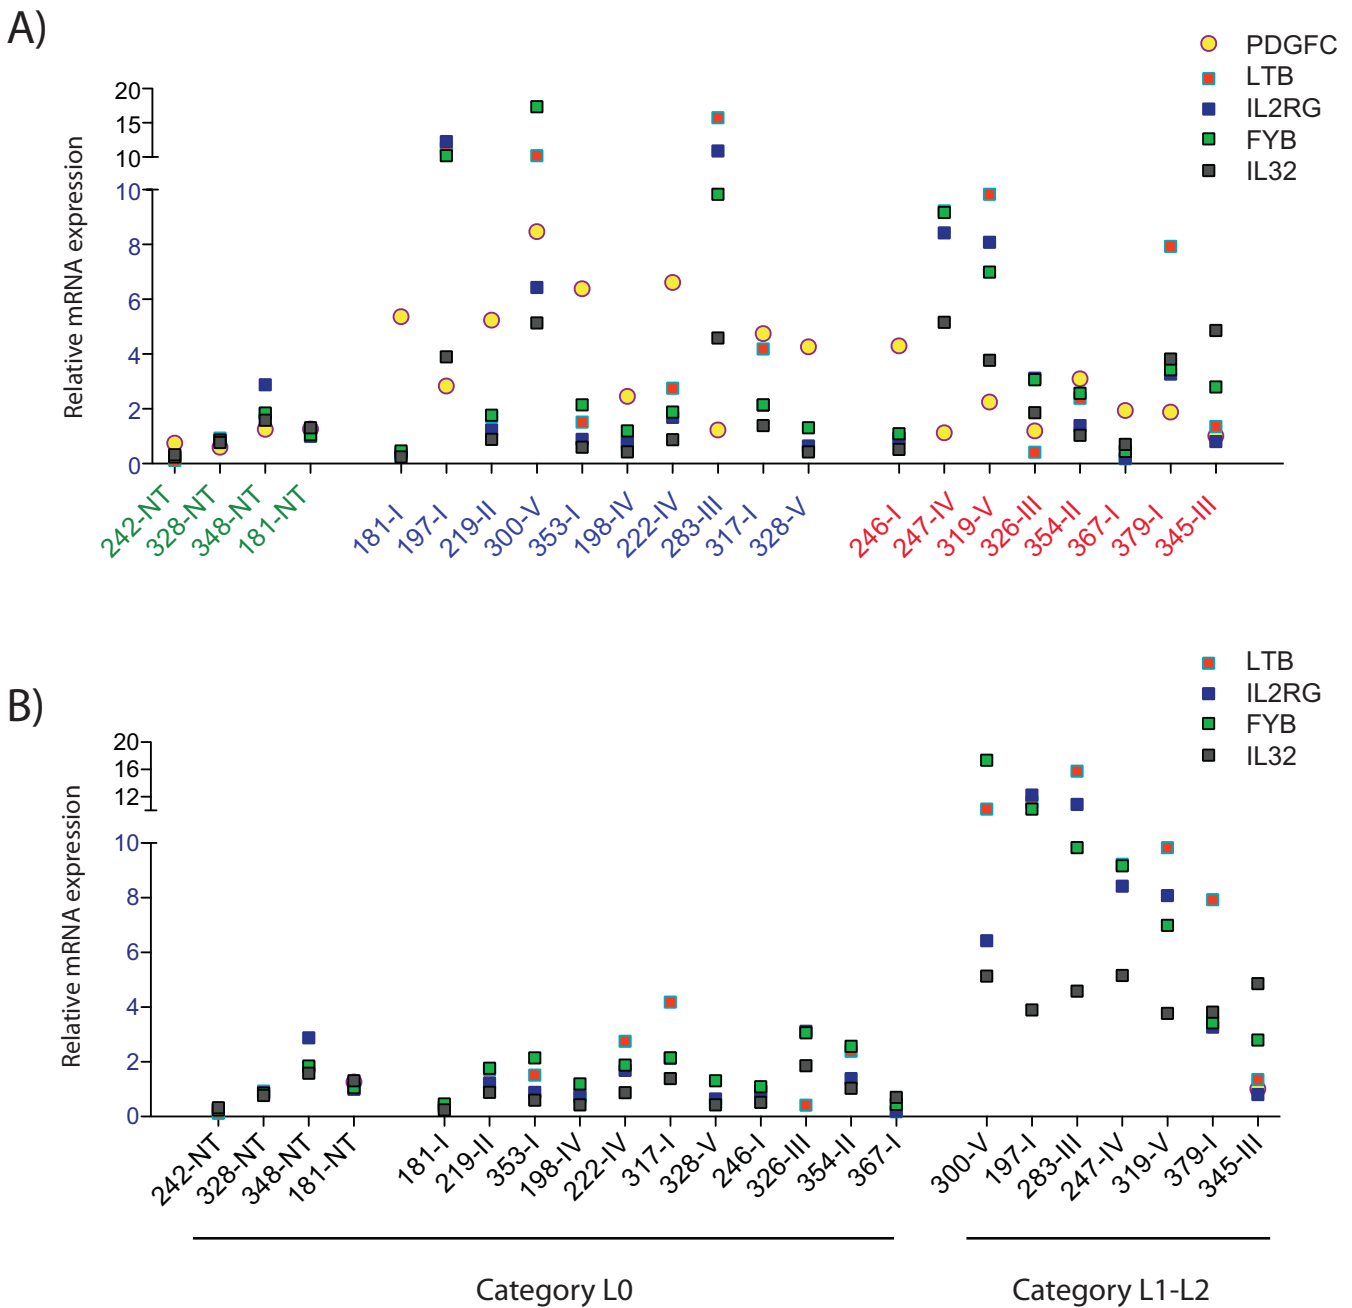 A)
PDGFC
LTB
IL2RG
FYB
IL32
Relative mRNA expression
20
15
10
10
8
6
4
2
0
242-NT 328-NT 348-NT 181-NT 181-I 197-I 219-II 300-V 353-I 198-IV 222-IV 283-III 317-I 328-V 246-I 247-IV 319-V 326-III 354-II 367-I 379-I 345-III
B)
LTB
IL2RG
FYB
IL32
Relative mRNA expression
20
16
12
10
8
6
4
2
0
242-NT 328-NT 348-NT 181-NT 181-I 219-II 353-I 198-IV 222-IV 317-I 328-V 246-I 326-III 354-II 367-I 300-V 197-I 283-III 247-IV 319-V 379-I 345-III
Category L0 Category L1-L2